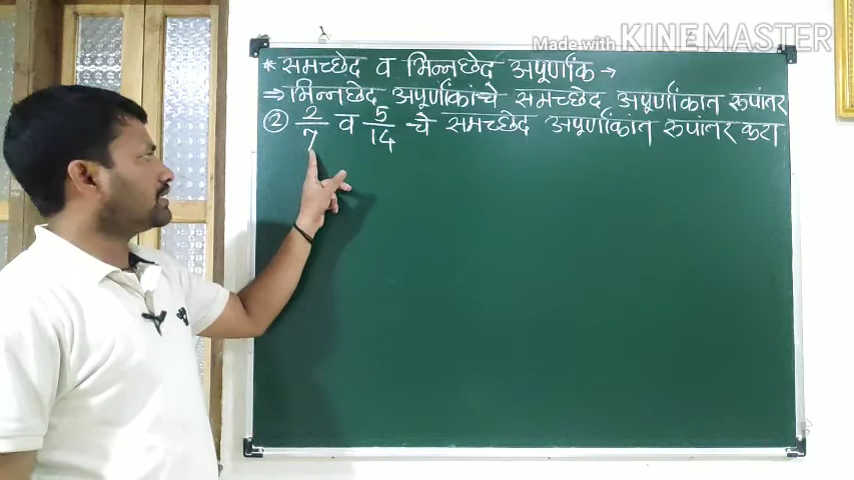 Made with KINEMASTER
* समच्छेद व भिन्नछेद अपूर्णांक →
⇒ भिन्नछेद अपूर्णांकांचे समच्छेद अपूर्णांकात रूपांतर
② 2/7 व 5/14 चे समच्छेद अपूर्णांकांत रूपांतर करा